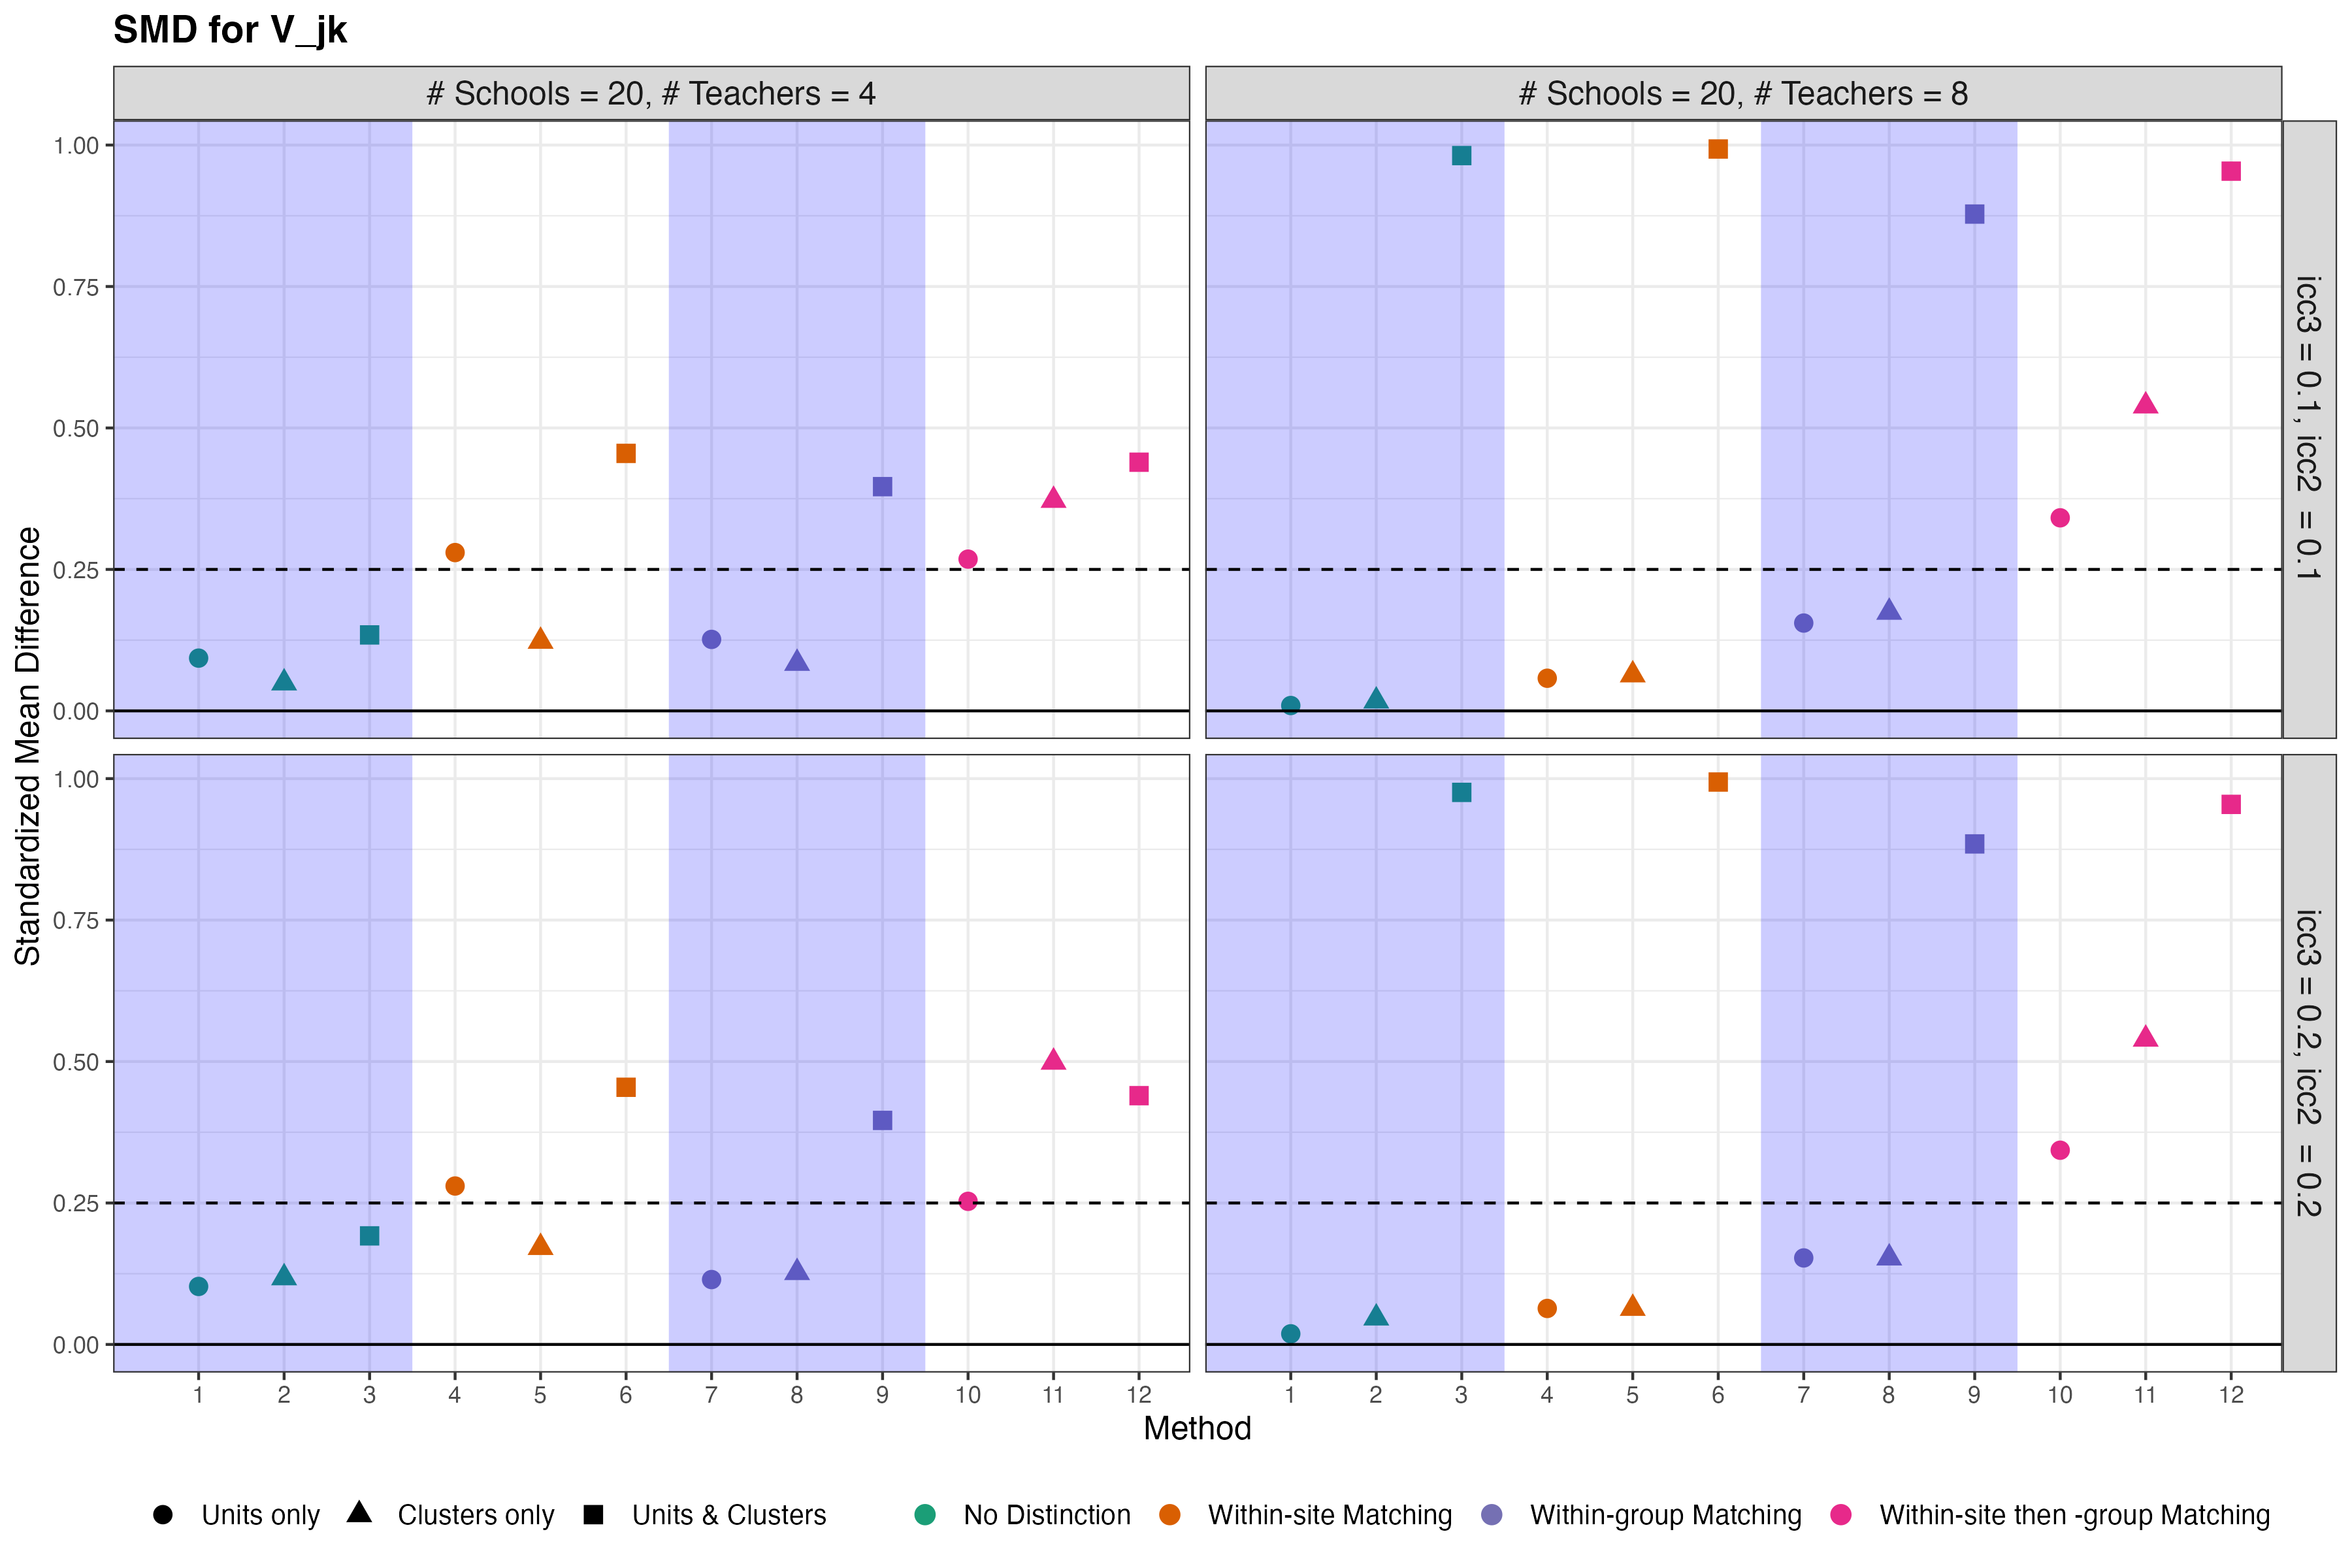 SMD for V_jk
# Schools = 20, # Teachers = 4
# Schools = 20, # Teachers = 8
Standardized Mean Difference
1.00
0.75
0.50
0.25
0.00
icc3 = 0.1, icc2 = 0.1
1.00
0.75
0.50
0.25
0.00
icc3 = 0.2, icc2 = 0.2
1 2 3 4 5 6 7 8 9 10 11 12
1 2 3 4 5 6 7 8 9 10 11 12
Method
Units only Clusters only Units & Clusters No Distinction Within-site Matching Within-group Matching Within-site then -group Matching